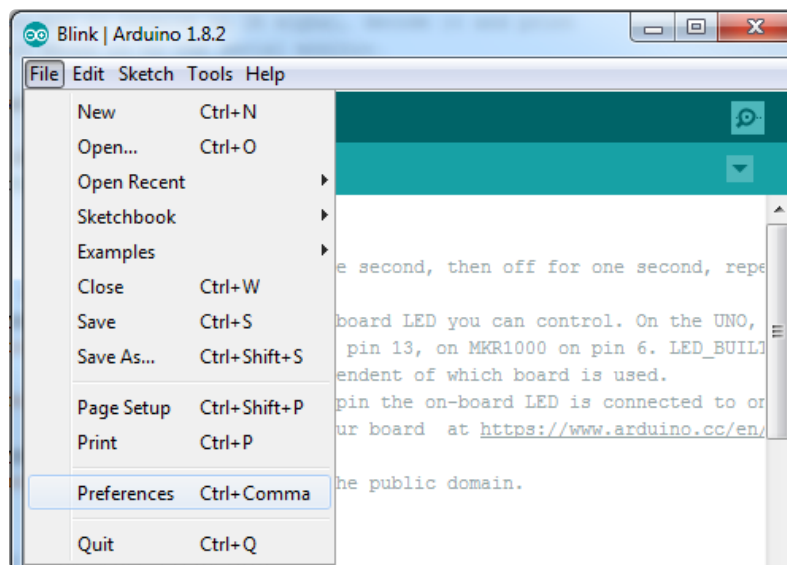 Blink | Arduino 1.8.2
File Edit Sketch Tools Help
New Ctrl+N
Open... Ctrl+O
Open Recent
Sketchbook
Examples
Close Ctrl+W
Save Ctrl+S
Save As... Ctrl+Shift+S
Page Setup Ctrl+Shift+P
Print Ctrl+P
Preferences Ctrl+Comma
Quit Ctrl+Q
e second, then off for one second, repe
board LED you can control. On the UNO,
pin 13, on MKR1000 on pin 6. LED_BUILT
endent of which board is used.
pin the on-board LED is connected to on
ur board at https://www.arduino.cc/en/
he public domain.